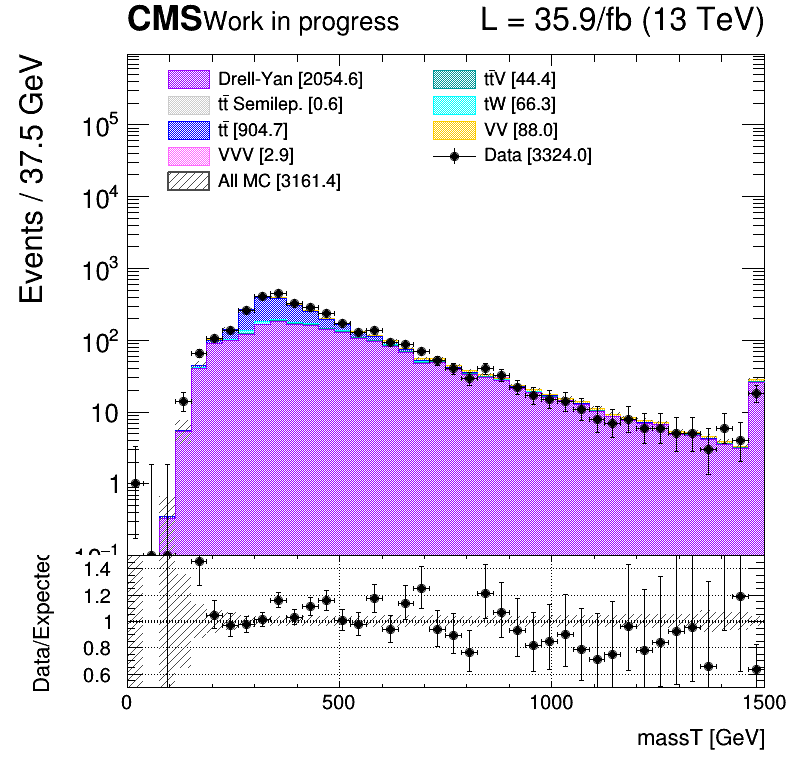 CMS Work in progress L = 35.9/fb (13 TeV)
Events / 37.5 GeV
Drell-Yan [2054.6] tt̄V [44.4]
tt̄ Semilep. [0.6] tW [66.3]
tt̄ [904.7] VV [88.0]
VVV [2.9] Data [3324.0]
All MC [3161.4]
10⁵
10⁴
10³
10²
10
1
10⁻¹
Data/Expected
1.4
1.2
1
0.8
0.6
0 500 1000 1500
massT [GeV]